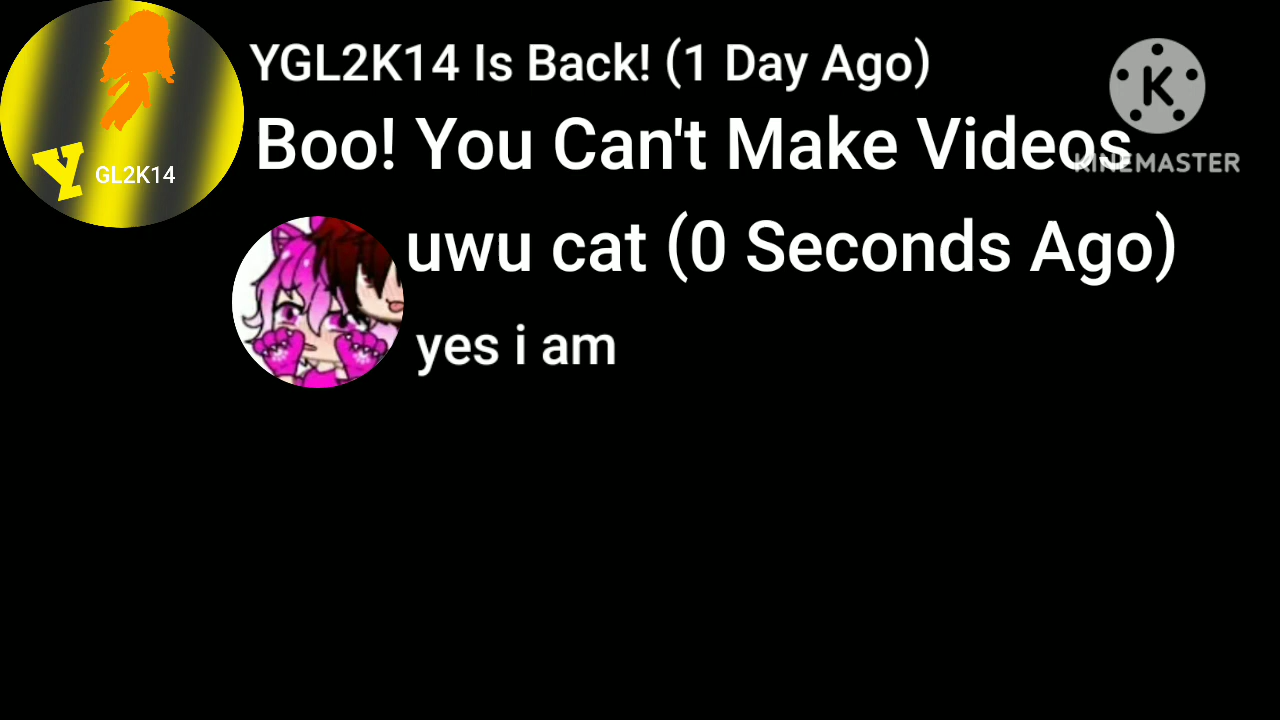 YGL2K14 Is Back! (1 Day Ago)
Boo! You Can't Make Videos
KINEMASTER
Y GL2K14
uwu cat (0 Seconds Ago)
yes i am